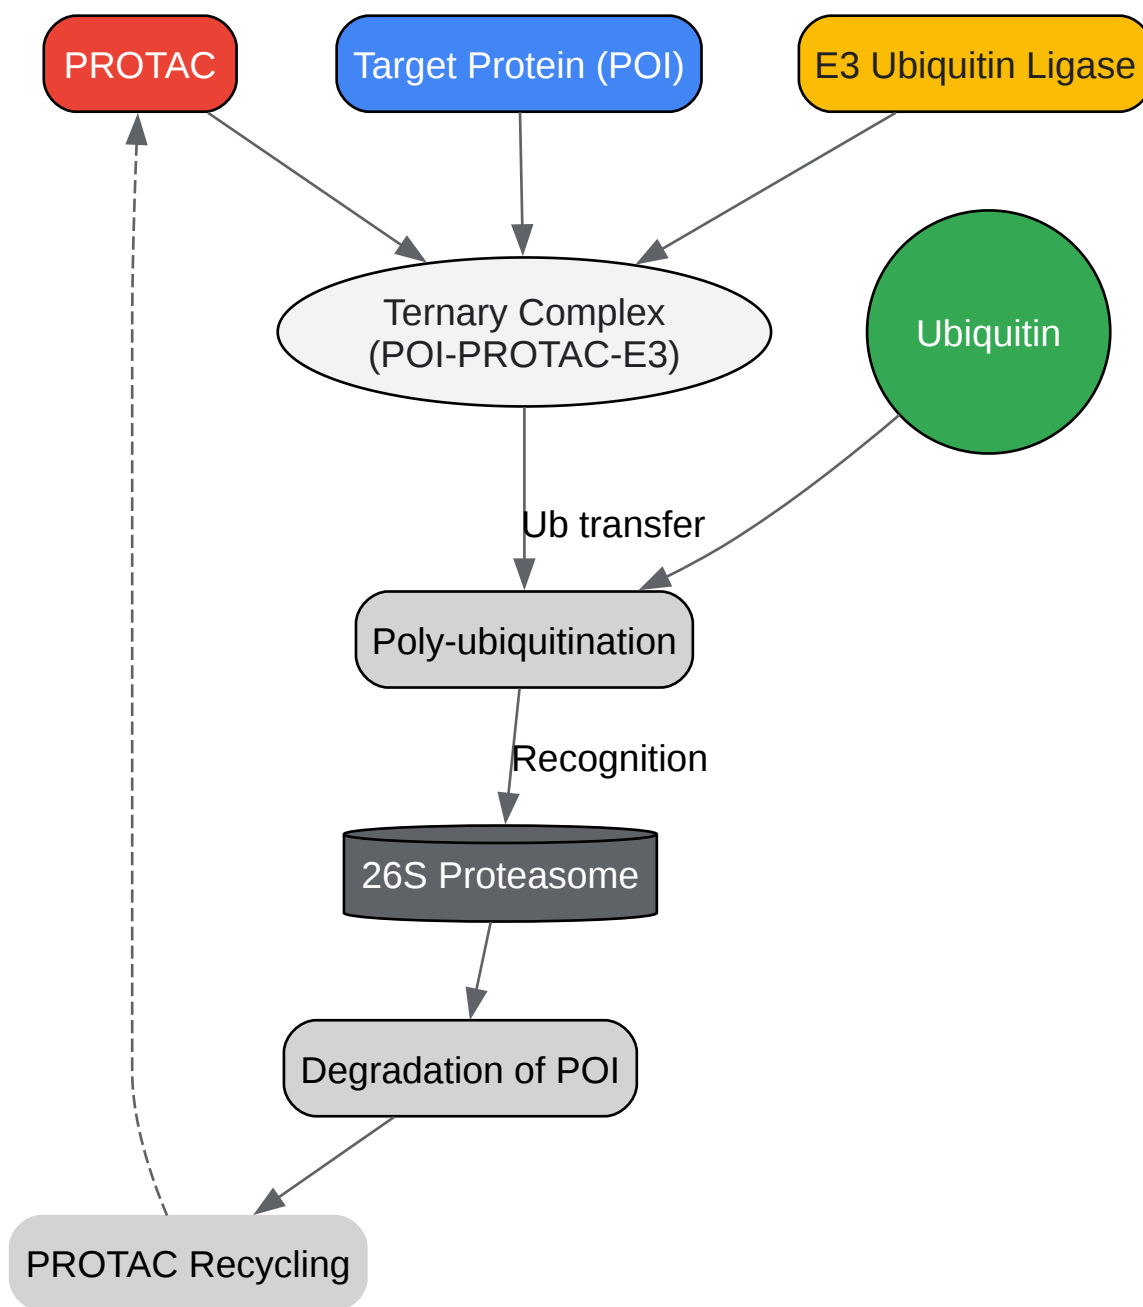 PROTAC
Target Protein (POI)
E3 Ubiquitin Ligase
Ternary Complex
(POI-PROTAC-E3)
Ubiquitin
Ub transfer
Poly-ubiquitination
Recognition
26S Proteasome
Degradation of POI
PROTAC Recycling